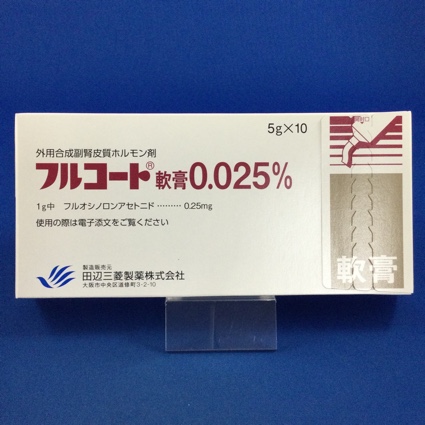 5g×10
外用合成副腎皮質ホルモン剤
フルコート®軟膏0.025%
1g中 フルオシノロンアセトニド ……… 0.25mg
使用の際は電子添文をご覧ください
製造販売元
田辺三菱製薬株式会社
大阪市中央区道修町3-2-10
軟膏